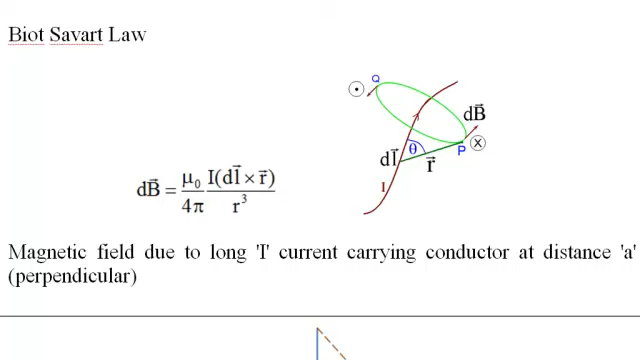 Biot Savart Law
Q
dB⃗
X
θ
P
dl⃗
r⃗
I
dB⃗ = μ₀/4π I(dl⃗ × r⃗)/r³
Magnetic field due to long 'I' current carrying conductor at distance 'a'
(perpendicular)